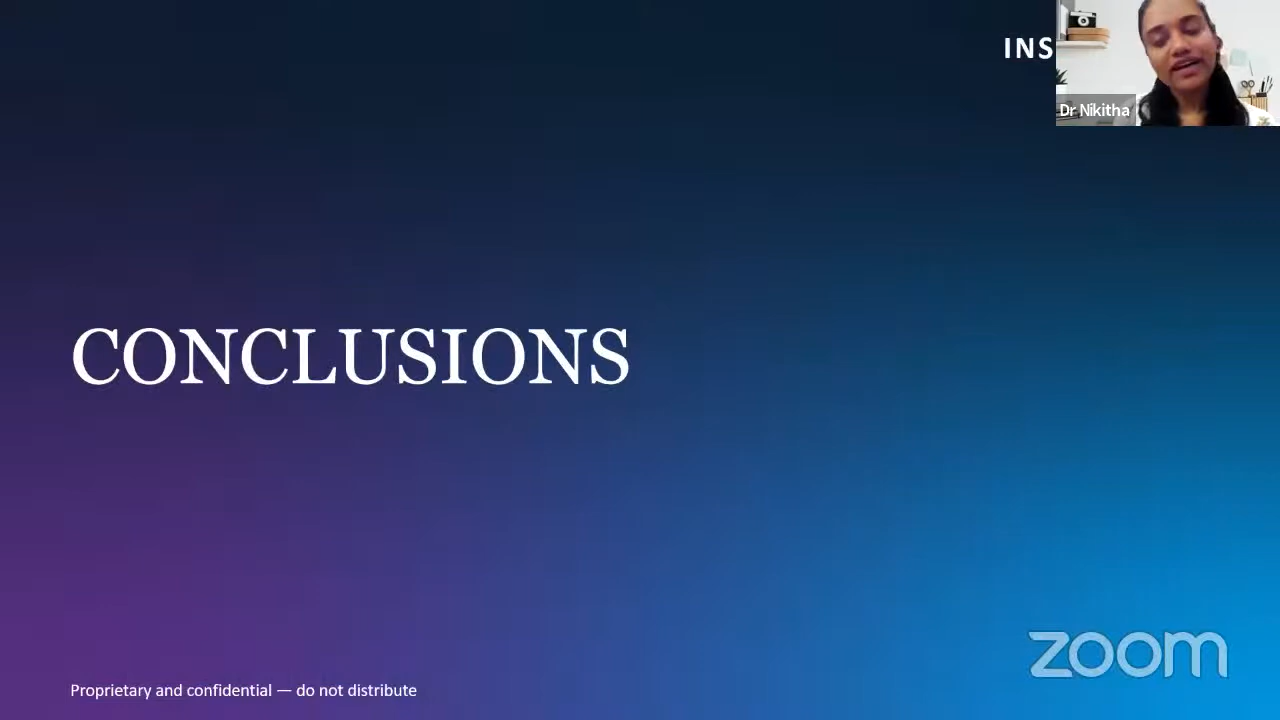 INS
Dr Nikitha
CONCLUSIONS
zoom
Proprietary and confidential — do not distribute